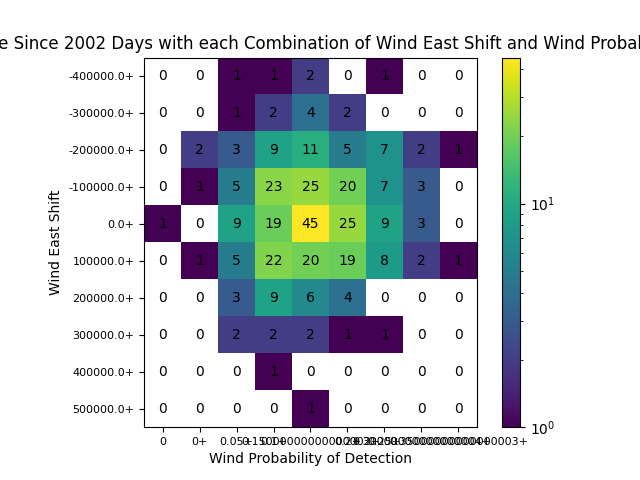 e Since 2002 Days with each Combination of Wind East Shift and Wind Probal
-400000.0+ 0 0 1 1 2 0 1 0 0
-300000.0+ 0 0 1 2 4 2 0 0 0
-200000.0+ 0 2 3 9 11 5 7 2 1
-100000.0+ 0 1 5 23 25 20 7 3 0
0.0+ 1 0 9 19 45 25 9 3 0
100000.0+ 0 1 5 22 20 19 8 2 1
200000.0+ 0 0 3 9 6 4 0 0 0
300000.0+ 0 0 2 2 2 1 1 0 0
400000.0+ 0 0 0 1 0 0 0 0 0
500000.0+ 0 0 0 0 1 0 0 0 0
0 0+
Wind Probability of Detection
Wind East Shift
10¹
10⁰